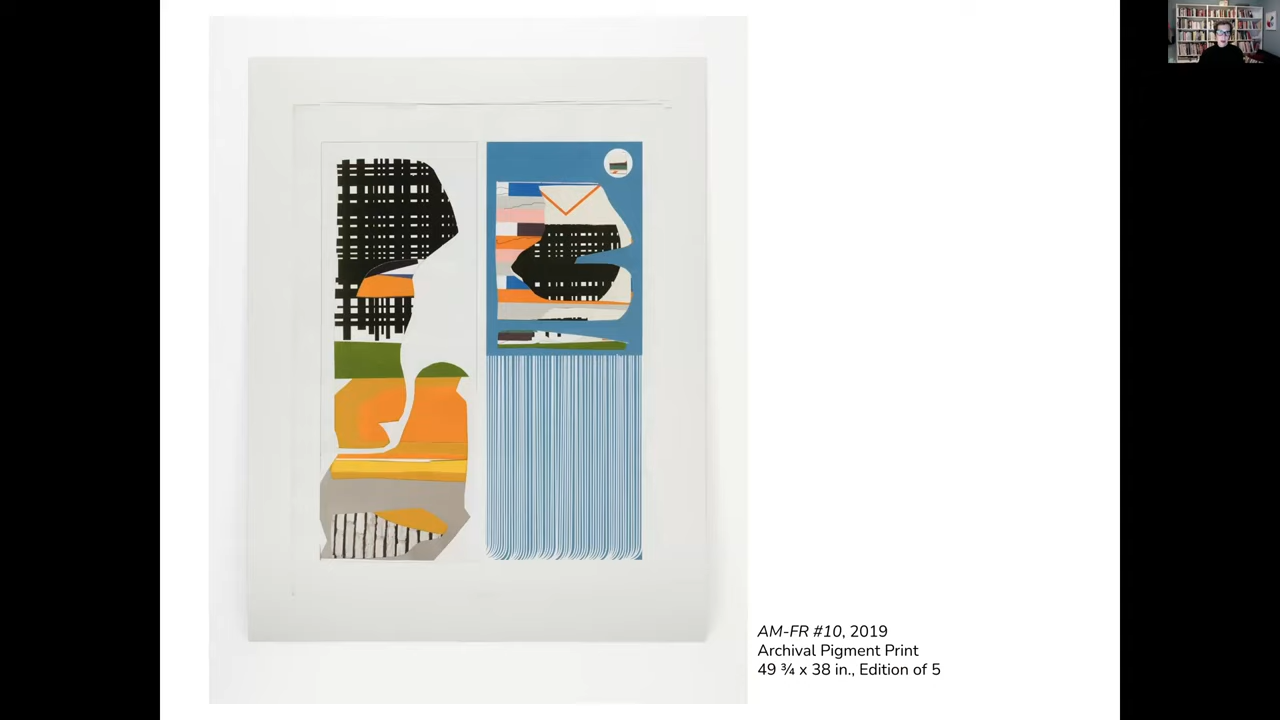 AM-FR #10, 2019
Archival Pigment Print
49 ¾ x 38 in., Edition of 5